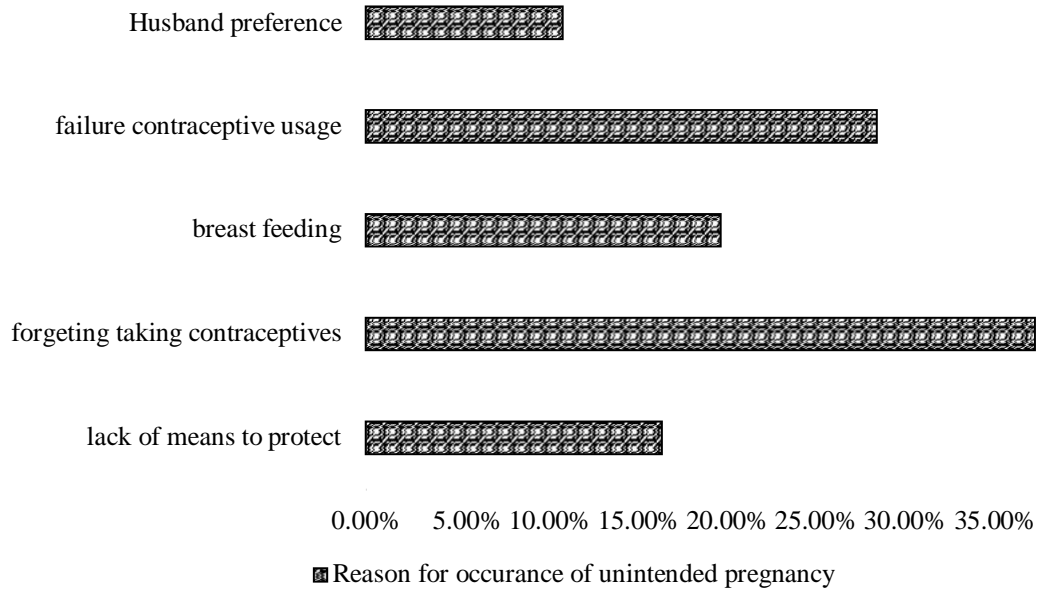 Husband preference
failure contraceptive usage
breast feeding
forgeting taking contraceptives
lack of means to protect
0.00% 5.00% 10.00% 15.00% 20.00% 25.00% 30.00% 35.00%
Reason for occurance of unintended pregnancy